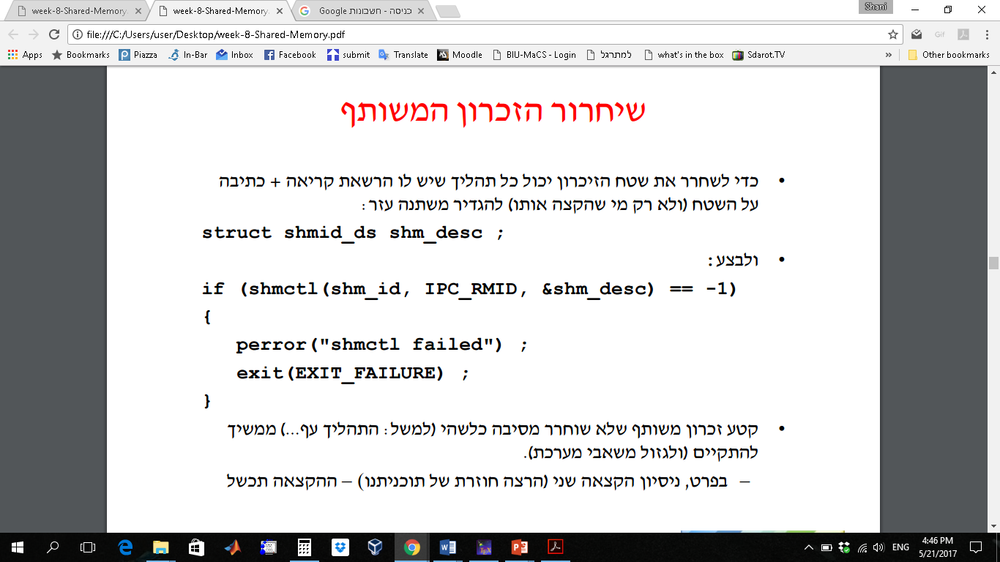 week-8-Shared-Memory.
week-8-Shared-Memory.
כניסה - חשבונות Google
Shani
file:///C:/Users/user/Desktop/week-8-Shared-Memory.pdf
Gif
Apps
Bookmarks
Piazza
In-Bar
Inbox
Facebook
submit
Translate
Moodle
BIU-MaCS - Login
למתרגל
what's in the box
Sdarot.TV
»
Other bookmarks
שיחרור הזכרון המשותף
• כדי לשחרר את שטח הזיכרון יכול כל תהליך שיש לו הרשאת קריאה + כתיבה
על השטח (ולא רק מי שהקצה אותו) להגדיר משתנה עזר:
struct shmid_ds shm_desc ;
• ולבצע:
if (shmctl(shm_id, IPC_RMID, &shm_desc) == -1)
{
perror("shmctl failed") ;
exit(EXIT_FAILURE) ;
}
• קטע זכרון משותף שלא שוחרר מסיבה כלשהי (למשל: התהליך עף...) ממשיך
להתקיים (ולגזול משאבי מערכת).
– בפרט, ניסיון הקצאה שני (הרצה חוזרת של תוכניתנו) – ההקצאה תכשל
ENG
4:46 PM
5/21/2017